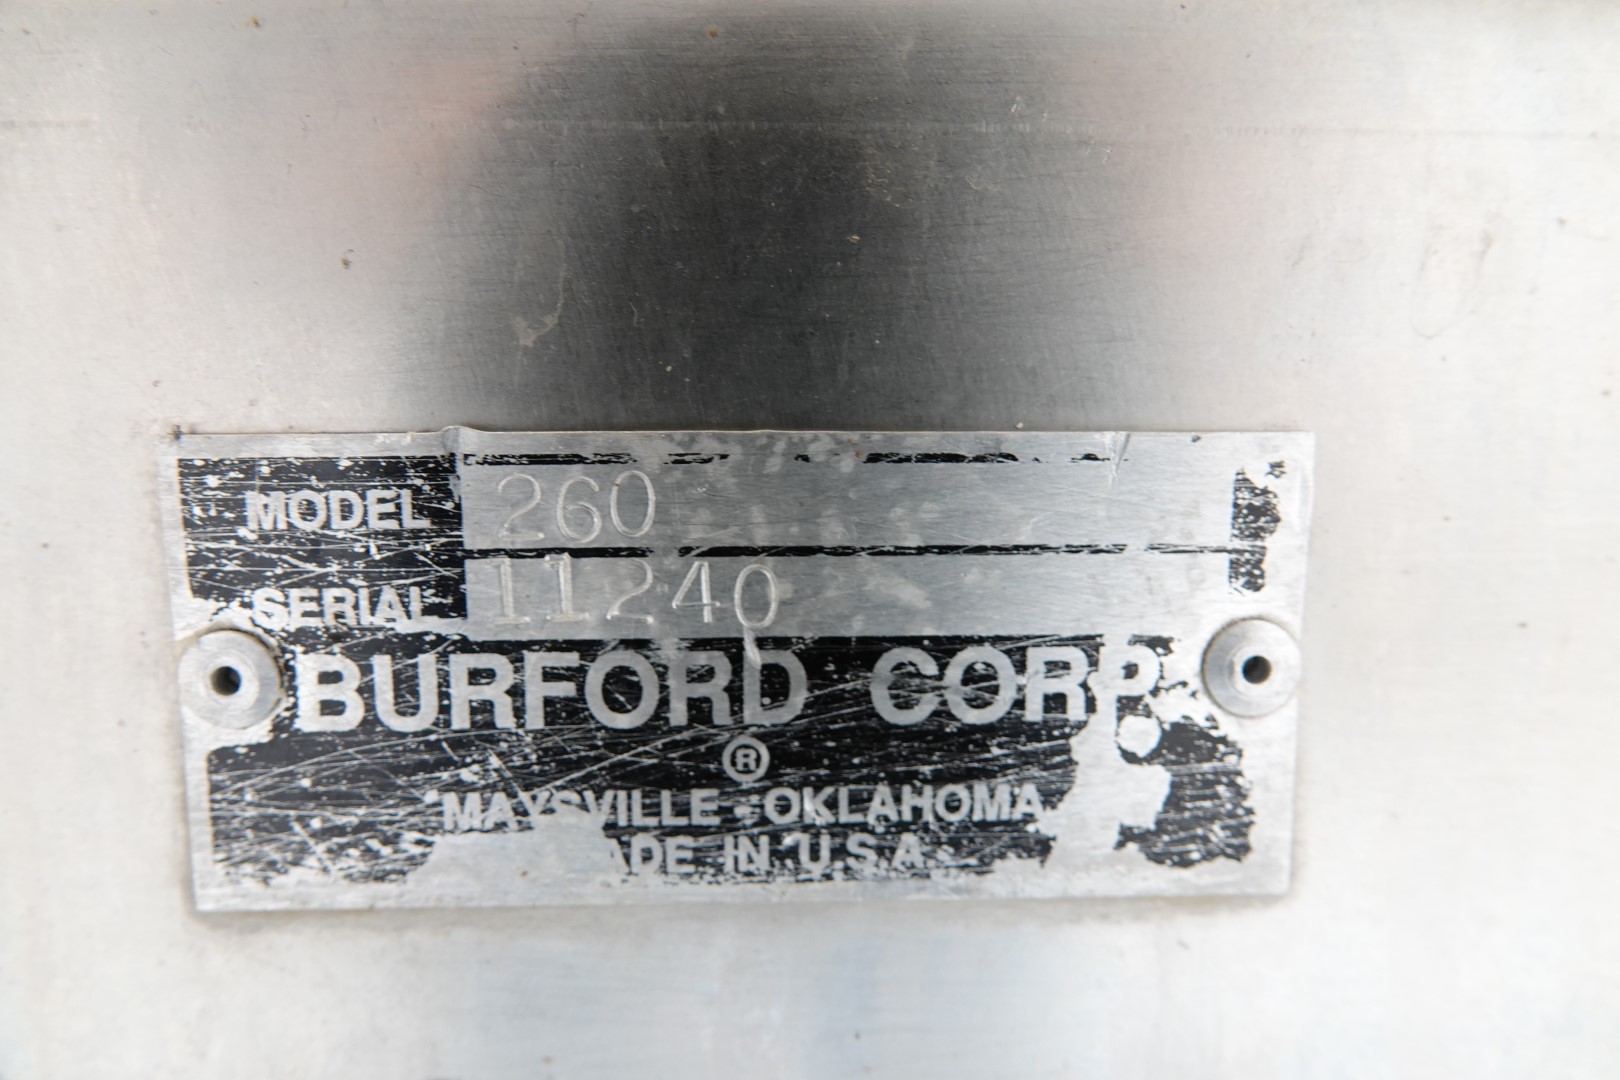 MODEL 260
SERIAL 11240
BURFORD CORP.
®
MAYSVILLE - OKLAHOMA
ADE IN U.S.A.